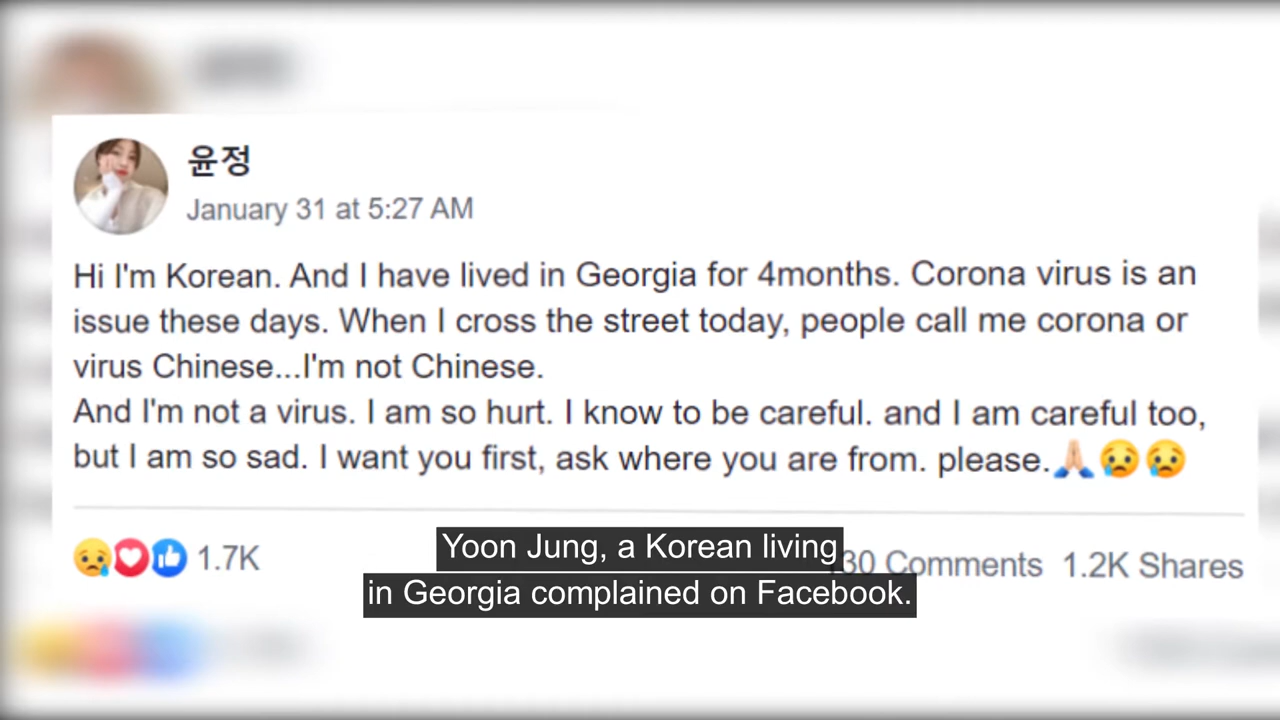 윤정
January 31 at 5:27 AM
Hi I'm Korean. And I have lived in Georgia for 4months. Corona virus is an
issue these days. When I cross the street today, people call me corona or
virus Chinese...I'm not Chinese.
And I'm not a virus. I am so hurt. I know to be careful. and I am careful too,
but I am so sad. I want you first, ask where you are from. please.🙏🏻😢😢
1.7K
Comments 1.2K Shares
Yoon Jung, a Korean living
in Georgia complained on Facebook.